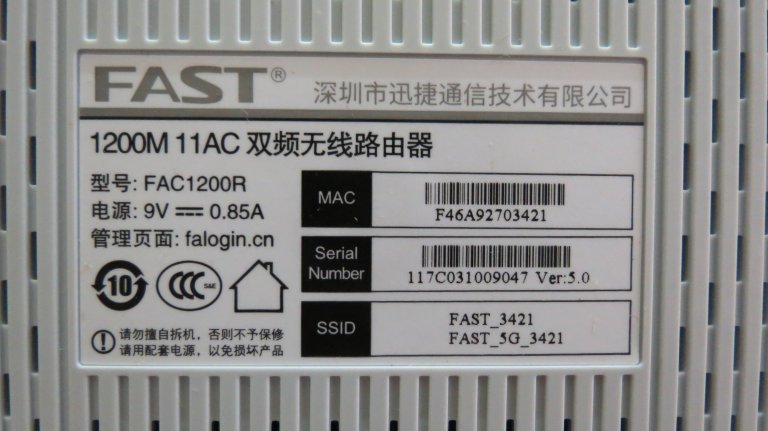 FAST® 深圳市迅捷通信技术有限公司
1200M 11AC 双频无线路由器
型号: FAC1200R
电源: 9V ⎓ 0.85A
管理页面: falogin.cn
10
CCC S&E
请勿擅自拆机，否则不予保修
请用配套电源，以免损坏产品
MAC
F46A92703421
Serial
Number
117C031009047 Ver:5.0
SSID
FAST_3421
FAST_5G_3421